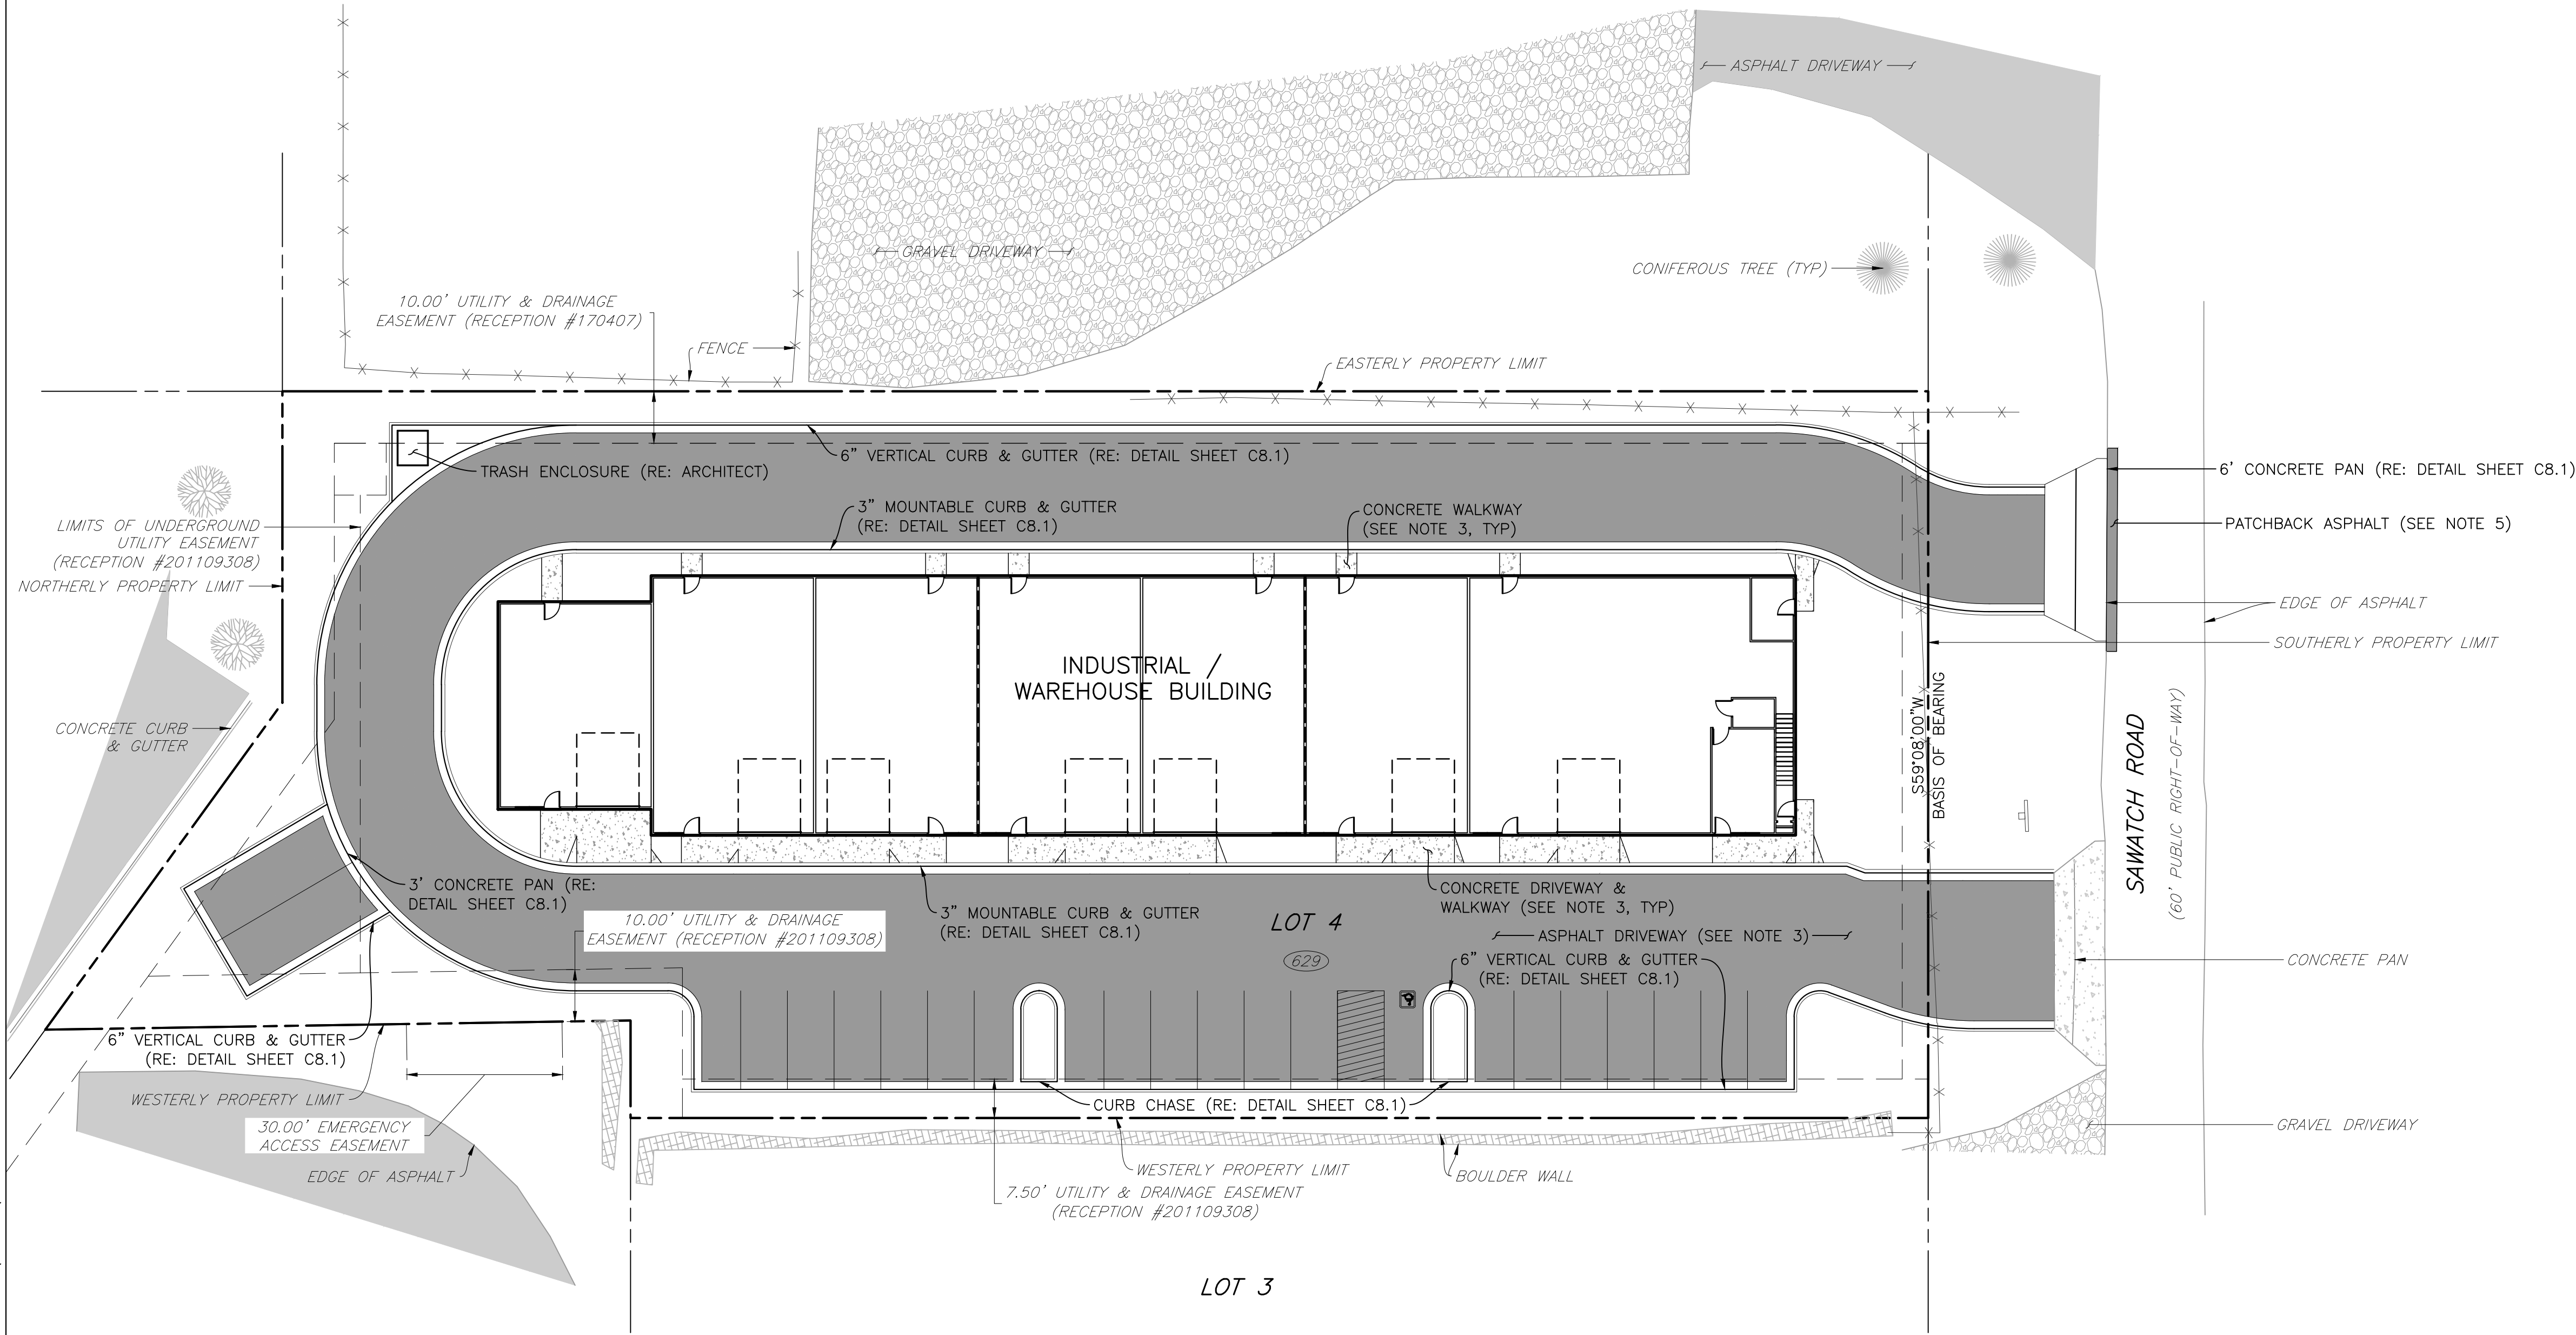 ASPHALT DRIVEWAY
GRAVEL DRIVEWAY
CONIFEROUS TREE (TYP)
10.00' UTILITY & DRAINAGE
EASEMENT (RECEPTION #170407)
FENCE
EASTERLY PROPERTY LIMIT
6" VERTICAL CURB & GUTTER (RE: DETAIL SHEET C8.1)
TRASH ENCLOSURE (RE: ARCHITECT)
6' CONCRETE PAN (RE: DETAIL SHEET C8.1)
3" MOUNTABLE CURB & GUTTER
(RE: DETAIL SHEET C8.1)
CONCRETE WALKWAY
(SEE NOTE 3, TYP)
PATCHBACK ASPHALT (SEE NOTE 5)
LIMITS OF UNDERGROUND
UTILITY EASEMENT
(RECEPTION #201109308)
NORTHERLY PROPERTY LIMIT
EDGE OF ASPHALT
SOUTHERLY PROPERTY LIMIT
INDUSTRIAL /
WAREHOUSE BUILDING
CONCRETE CURB
& GUTTER
S59°08'00"W
BASIS OF BEARING
SAWATCH ROAD
(60' PUBLIC RIGHT-OF-WAY)
3' CONCRETE PAN (RE:
DETAIL SHEET C8.1)
10.00' UTILITY & DRAINAGE
EASEMENT (RECEPTION #201109308)
3" MOUNTABLE CURB & GUTTER
(RE: DETAIL SHEET C8.1)
LOT 4
629
CONCRETE DRIVEWAY &
WALKWAY (SEE NOTE 3, TYP)
ASPHALT DRIVEWAY (SEE NOTE 3)
6" VERTICAL CURB & GUTTER
(RE: DETAIL SHEET C8.1)
CONCRETE PAN
6" VERTICAL CURB & GUTTER
(RE: DETAIL SHEET C8.1)
WESTERLY PROPERTY LIMIT
CURB CHASE (RE: DETAIL SHEET C8.1)
30.00' EMERGENCY
ACCESS EASEMENT
GRAVEL DRIVEWAY
EDGE OF ASPHALT
WESTERLY PROPERTY LIMIT
BOULDER WALL
7.50' UTILITY & DRAINAGE EASEMENT
(RECEPTION #201109308)
LOT 3